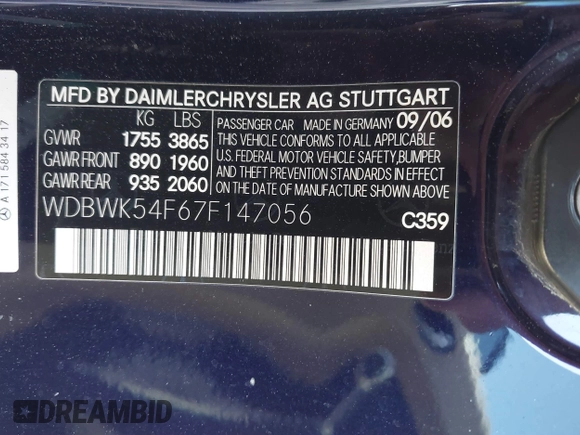 MFD BY DAIMLERCHRYSLER AG STUTTGART
KG LBS
GVWR 1755 3865
GAWR FRONT 890 1960
GAWR REAR 935 2060
PASSENGER CAR MADE IN GERMANY 09/06
THIS VEHICLE CONFORMS TO ALL APPLICABLE
U.S. FEDERAL MOTOR VEHICLE SAFETY, BUMPER
AND THEFT PREVENTION STANDARDS IN EFFECT
ON THE DATE OF MANUFACTURE SHOWN ABOVE.
WDBWK54F67F147056
C359
A 171 584 34 17
DREAMBID